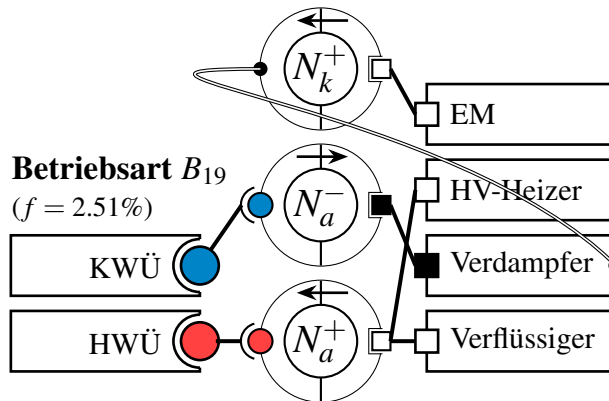 N_k^+
EM
Betriebsart B_19
(f = 2.51%)
HV-Heizer
N_a^-
KWÜ
Verdampfer
HWÜ
N_a^+
Verflüssiger